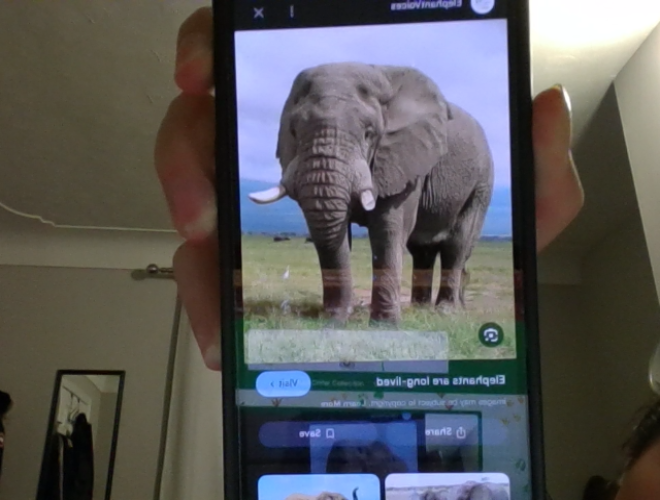 ElephantVoices
Elephants are long-lived
Visit >
Images may be subject to copyright. Learn More
Share
Save